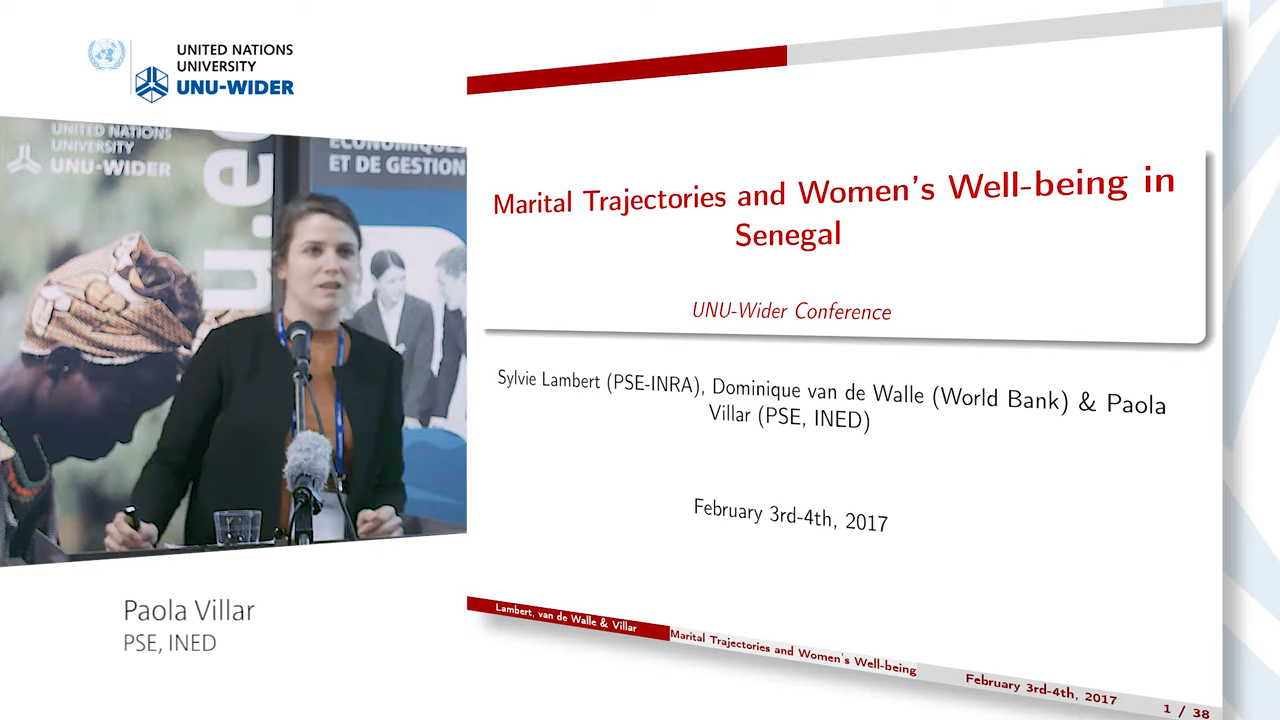 UNITED NATIONS
UNIVERSITY
UNU-WIDER
UNITED NATIONS
UNIVERSITY
UNU-WIDER
u.e
ÉCONOMIQUES
ET DE GESTION
Marital Trajectories and Women's Well-being in
Senegal
UNU-Wider Conference
Sylvie Lambert (PSE-INRA), Dominique van de Walle (World Bank) & Paola
Villar (PSE, INED)
February 3rd-4th, 2017
Paola Villar
PSE, INED
Lambert, van de Walle & Villar
Marital Trajectories and Women's Well-being
February 3rd-4th, 2017
1 / 38